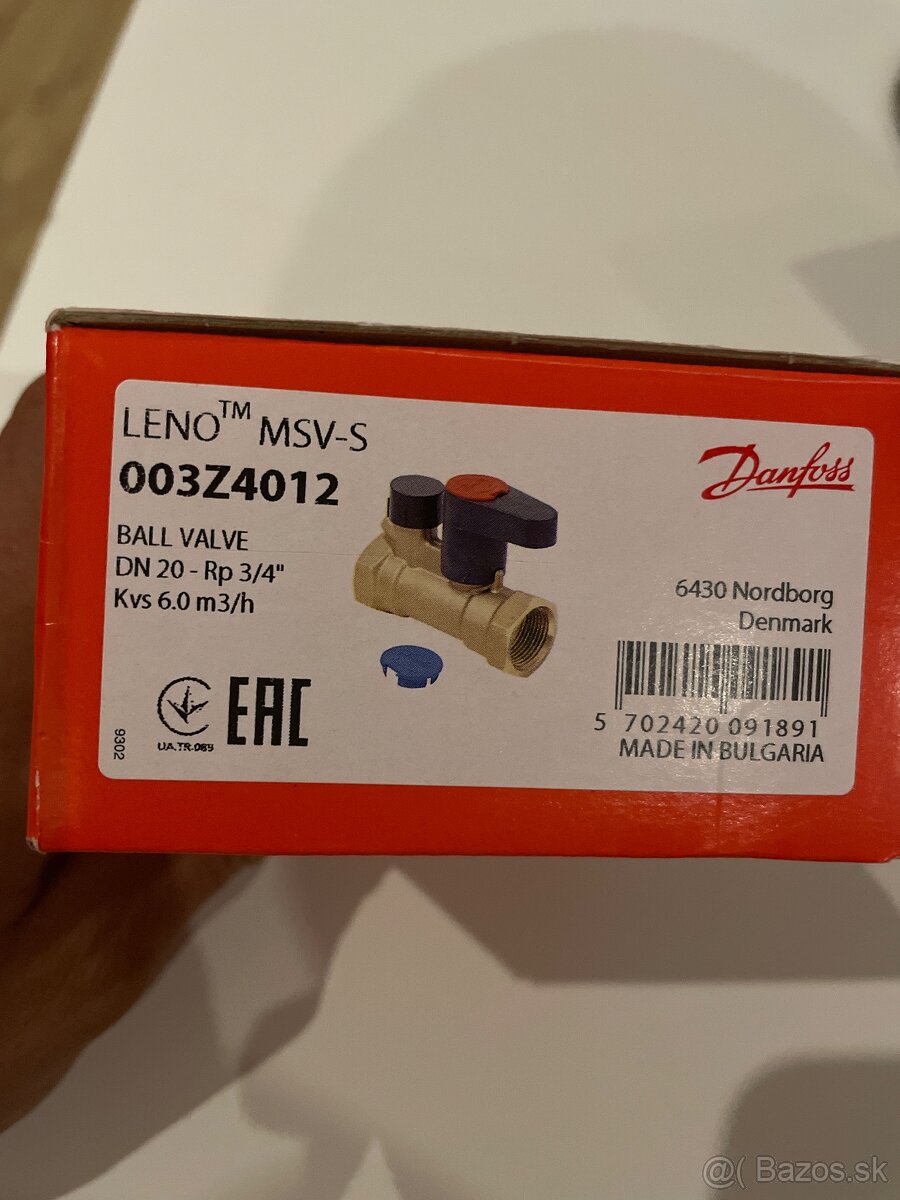 LENO™ MSV-S
003Z4012
Danfoss
BALL VALVE
DN 20 - Rp 3/4"
Kvs 6.0 m3/h
6430 Nordborg
Denmark
UA.TR.089
EAC
9302
5 702420 091891
MADE IN BULGARIA
@( Bazos.sk